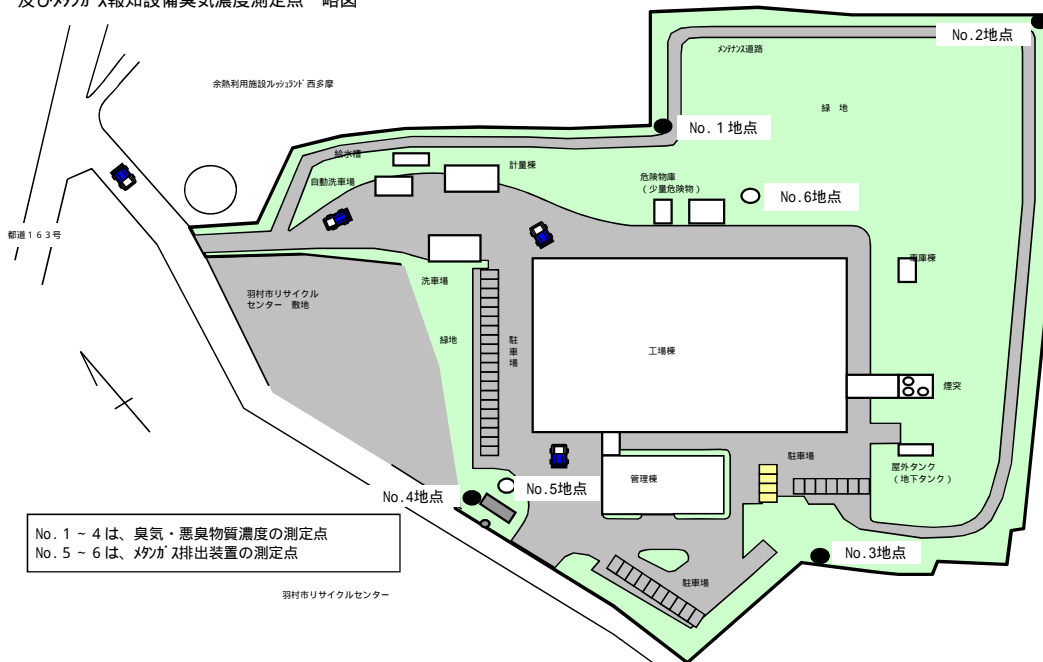 及びメタンガス報知設備臭気濃度測定点 略図
No.2地点
メンテナンス道路
余熱利用施設フレッシュランド西多摩
緑 地
No.1地点
給水槽
計量棟
自動洗車場
危険物庫
(少量危険物)
No.6地点
都道163号
車庫棟
洗車場
羽村市リサイクル
センター 敷地
緑地
駐車場
工場棟
煙突
駐車場
屋外タンク
(地下タンク)
管理棟
No.4地点
No.5地点
No.1~4は、臭気・悪臭物質濃度の測定点
No.5~6は、メタンガス排出装置の測定点
No.3地点
駐車場
羽村市リサイクルセンター